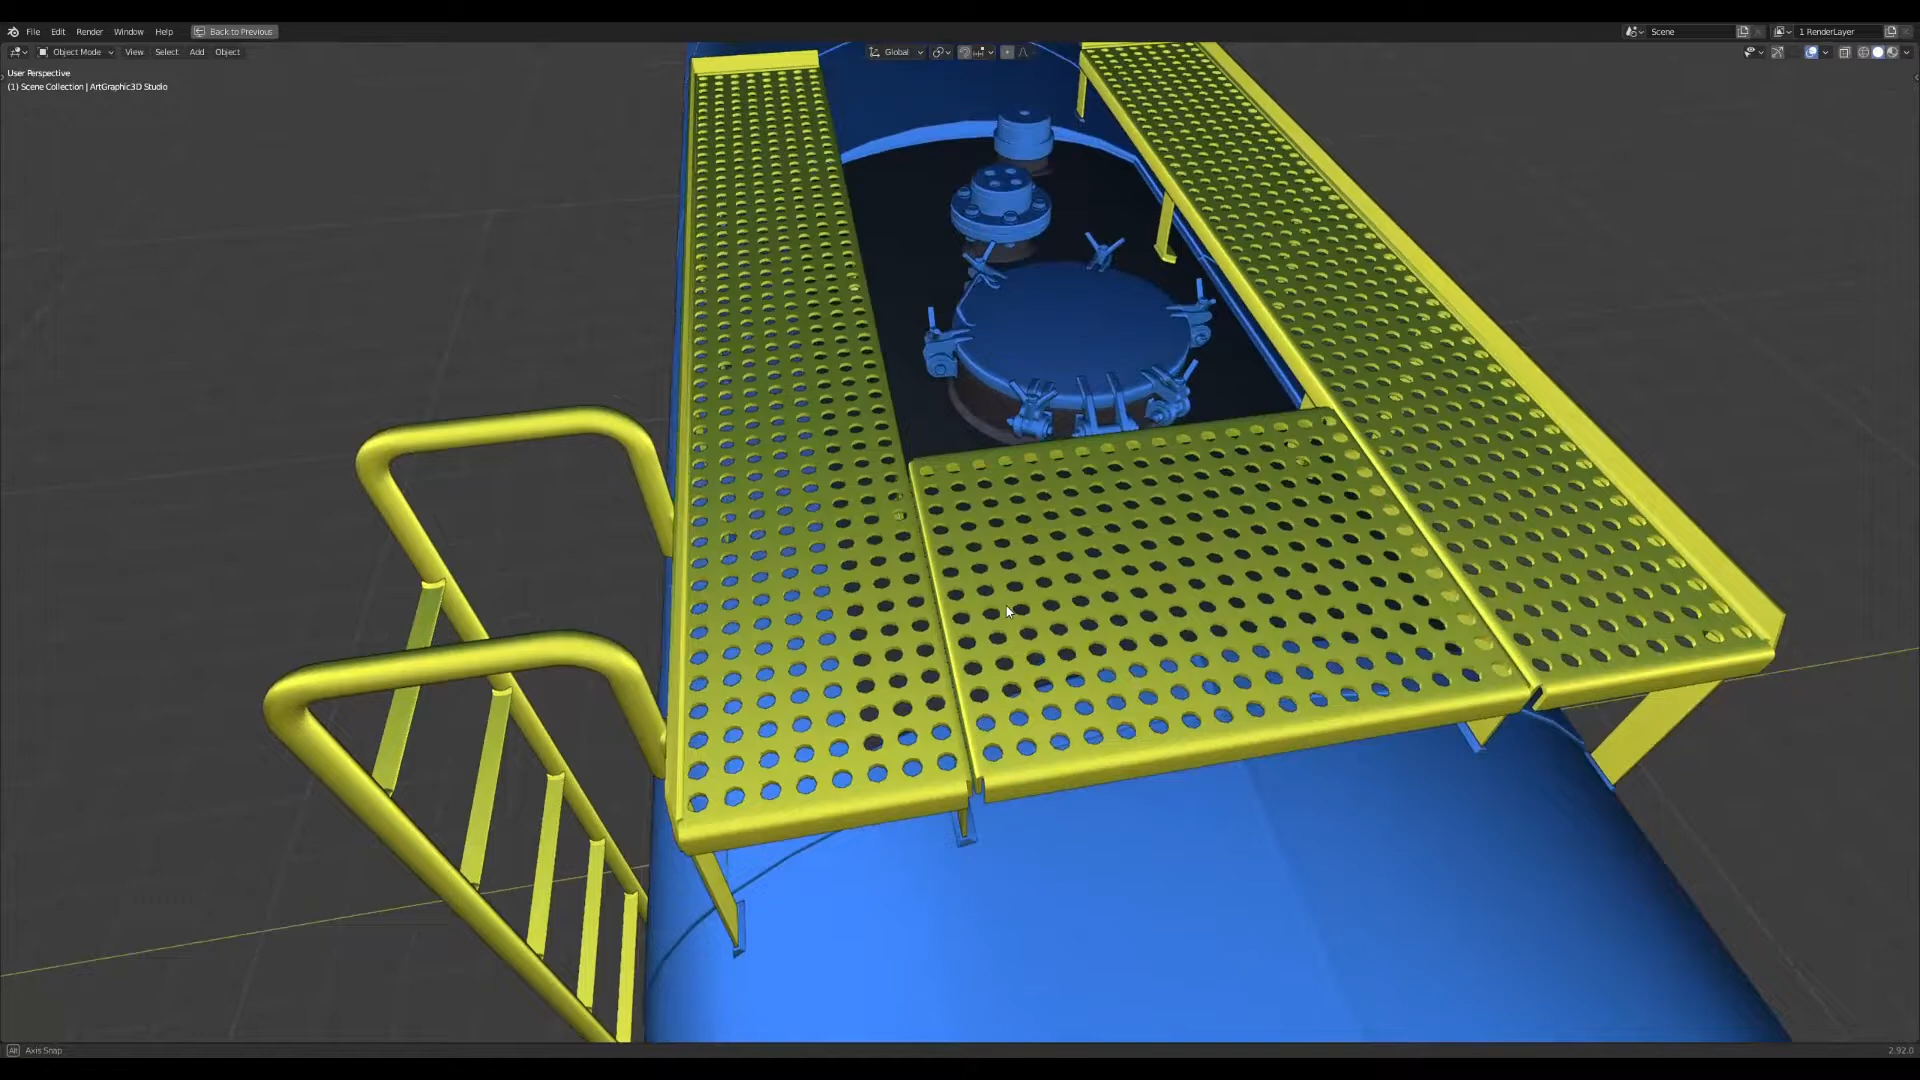 File Edit Render Window Help Back to Previous Scene 1 RenderLayer
Object Mode View Select Add Object Global
User Perspective
(1) Scene Collection | ArtGraphic3D Studio
Alt Axis Snap 2.92.0